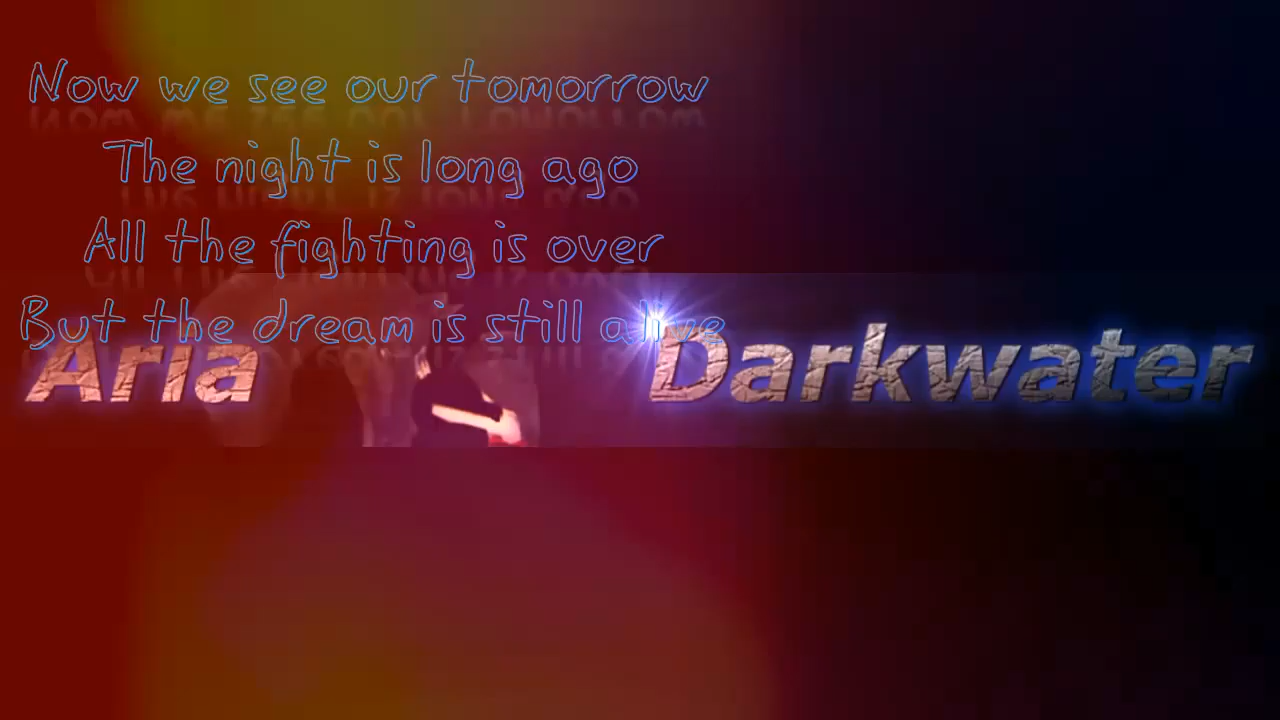 Now we see our tomorrow
The night is long ago
All the fighting is over
But the dream is still alive
Aria Darkwater